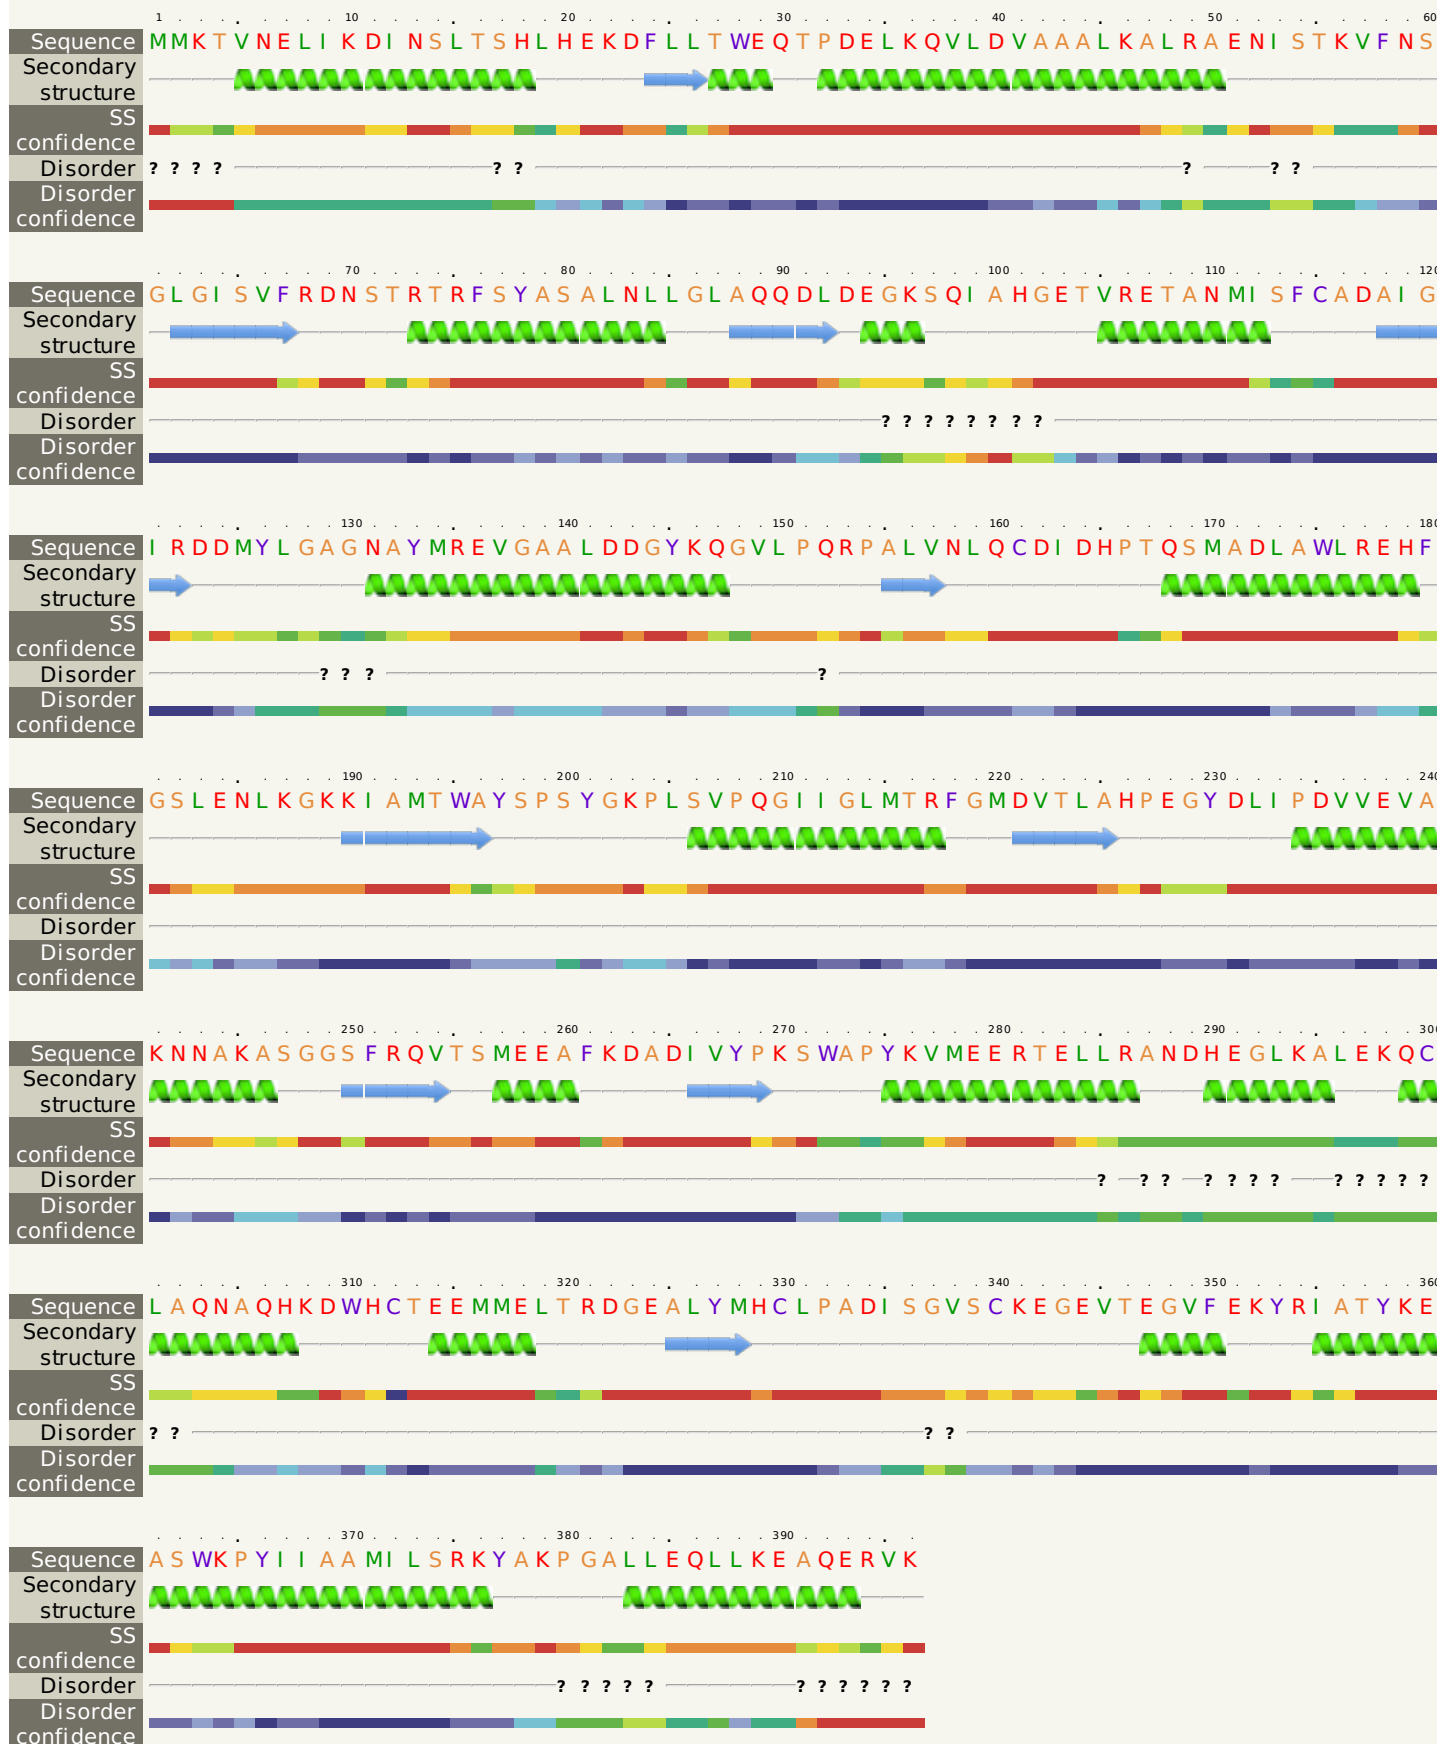 1 . . . . . . . . 10 . . . . . . . . . 20 . . . . . . . . . 30 . . . . . . . . . 40 . . . . . . . . . 50 . . . . . . . . . 60
Sequence MMKTVNELIKDINSLTSHLHEKDFLLTWEQTPDELKQVLDVAAALKALRAENISTKVFNS
Secondary
structure
SS
confidence
Disorder ? ? ? ? ? ? ? ? ?
Disorder
confidence
. . . . . . . . . 70 . . . . . . . . . 80 . . . . . . . . . 90 . . . . . . . . . 100 . . . . . . . . . 110 . . . . . . . . . 120
Sequence GLGISVFRDNSTRTRFSYASALNLLGLAQQDLDEGKSQIAHGETVRETANMISFCADAIG
Secondary
structure
SS
confidence
Disorder ? ? ? ? ? ? ? ?
Disorder
confidence
. . . . . . . . . 130 . . . . . . . . . 140 . . . . . . . . . 150 . . . . . . . . . 160 . . . . . . . . . 170 . . . . . . . . . 180
Sequence IRDDMYLGAGNAYMREVGAALDDGYKQGVLPQRPALVNLQCDIDHPTQSMADLAWLREHF
Secondary
structure
SS
confidence
Disorder ? ? ? ?
Disorder
confidence
. . . . . . . . . 190 . . . . . . . . . 200 . . . . . . . . . 210 . . . . . . . . . 220 . . . . . . . . . 230 . . . . . . . . . 240
Sequence GSLENLKGKKIAMTWAYSPSYGKPLSVPQGIIGLMTRFGMDVTLAHPEGYDLIPDVVEVA
Secondary
structure
SS
confidence
Disorder
Disorder
confidence
. . . . . . . . . 250 . . . . . . . . . 260 . . . . . . . . . 270 . . . . . . . . . 280 . . . . . . . . . 290 . . . . . . . . . 300
Sequence KNNAKASGGSFRQVTSMEEAFKDADIVYPKSWAPYKVMEERTELLRANDHEGLKALEKQC
Secondary
structure
SS
confidence
Disorder ? ? ? ? ? ? ? ? ? ? ? ?
Disorder
confidence
. . . . . . . . . 310 . . . . . . . . . 320 . . . . . . . . . 330 . . . . . . . . . 340 . . . . . . . . . 350 . . . . . . . . . 360
Sequence LAQNAQHKDWHCTEEMMELTRDGEALYMHCLPADISGVSCKEGEVTEGVFEKYRIATYKE
Secondary
structure
SS
confidence
Disorder ? ? ? ?
Disorder
confidence
. . . . . . . . . 370 . . . . . . . . . 380 . . . . . . . . . 390 . . . . . .
Sequence ASWKPYIIAAMILSRKYAKPGALLEQLLKEAQERVK
Secondary
structure
SS
confidence
Disorder ? ? ? ? ? ? ? ? ? ? ?
Disorder
confidence